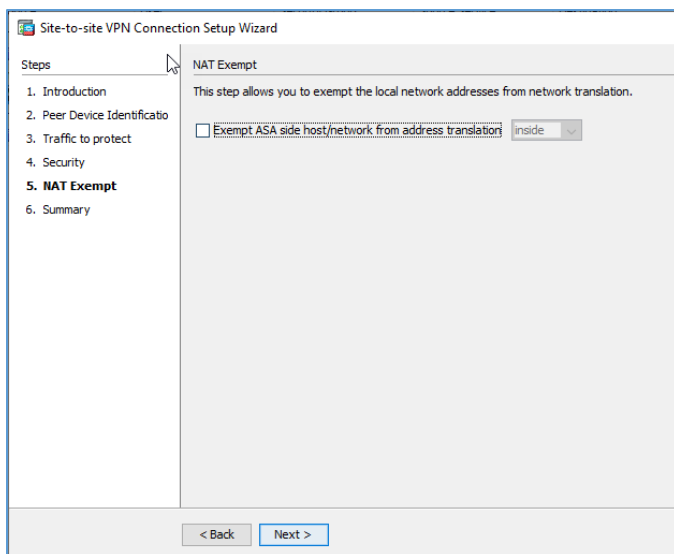 Site-to-site VPN Connection Setup Wizard
Steps
1. Introduction
2. Peer Device Identificatio
3. Traffic to protect
4. Security
5. NAT Exempt
6. Summary
NAT Exempt
This step allows you to exempt the local network addresses from network translation.
Exempt ASA side host/network from address translation inside
< Back Next >